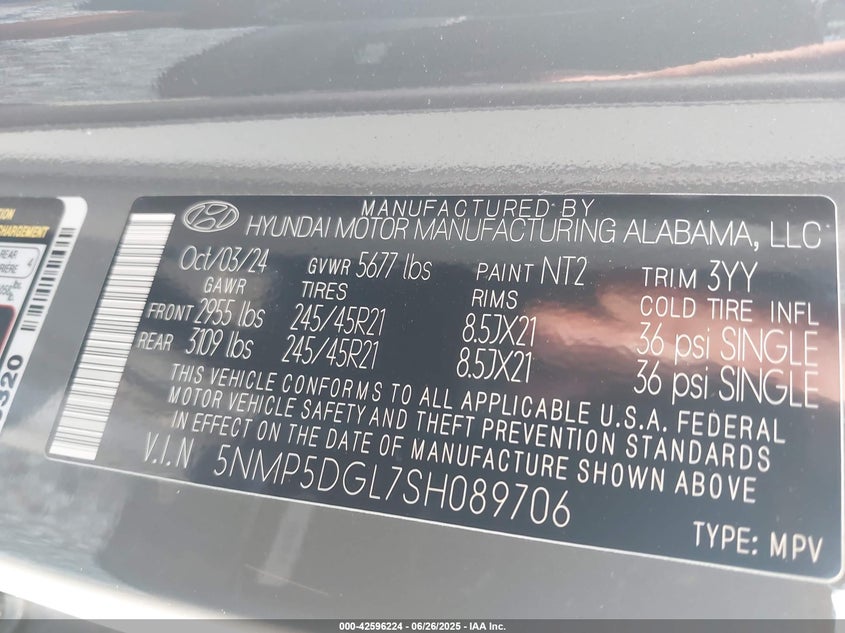 MANUFACTURED BY
HYUNDAI MOTOR MANUFACTURING ALABAMA, LLC
Oct/03/24 GVWR 5677 lbs PAINT NT2 TRIM 3YY
GAWR TIRES RIMS COLD TIRE INFL
FRONT 2955 lbs 245/45R21 8.5JX21 36 psi SINGLE
REAR 3109 lbs 245/45R21 8.5JX21 36 psi SINGLE
THIS VEHICLE CONFORMS TO ALL APPLICABLE U.S.A. FEDERAL
MOTOR VEHICLE SAFETY AND THEFT PREVENTION STANDARDS
IN EFFECT ON THE DATE OF MANUFACTURE SHOWN ABOVE
V.I.N 5NMP5DGL7SH089706
TYPE: MPV
CHARGEMENT
REAR
4
320
000-42596224 - 06/26/2025 - IAA Inc.